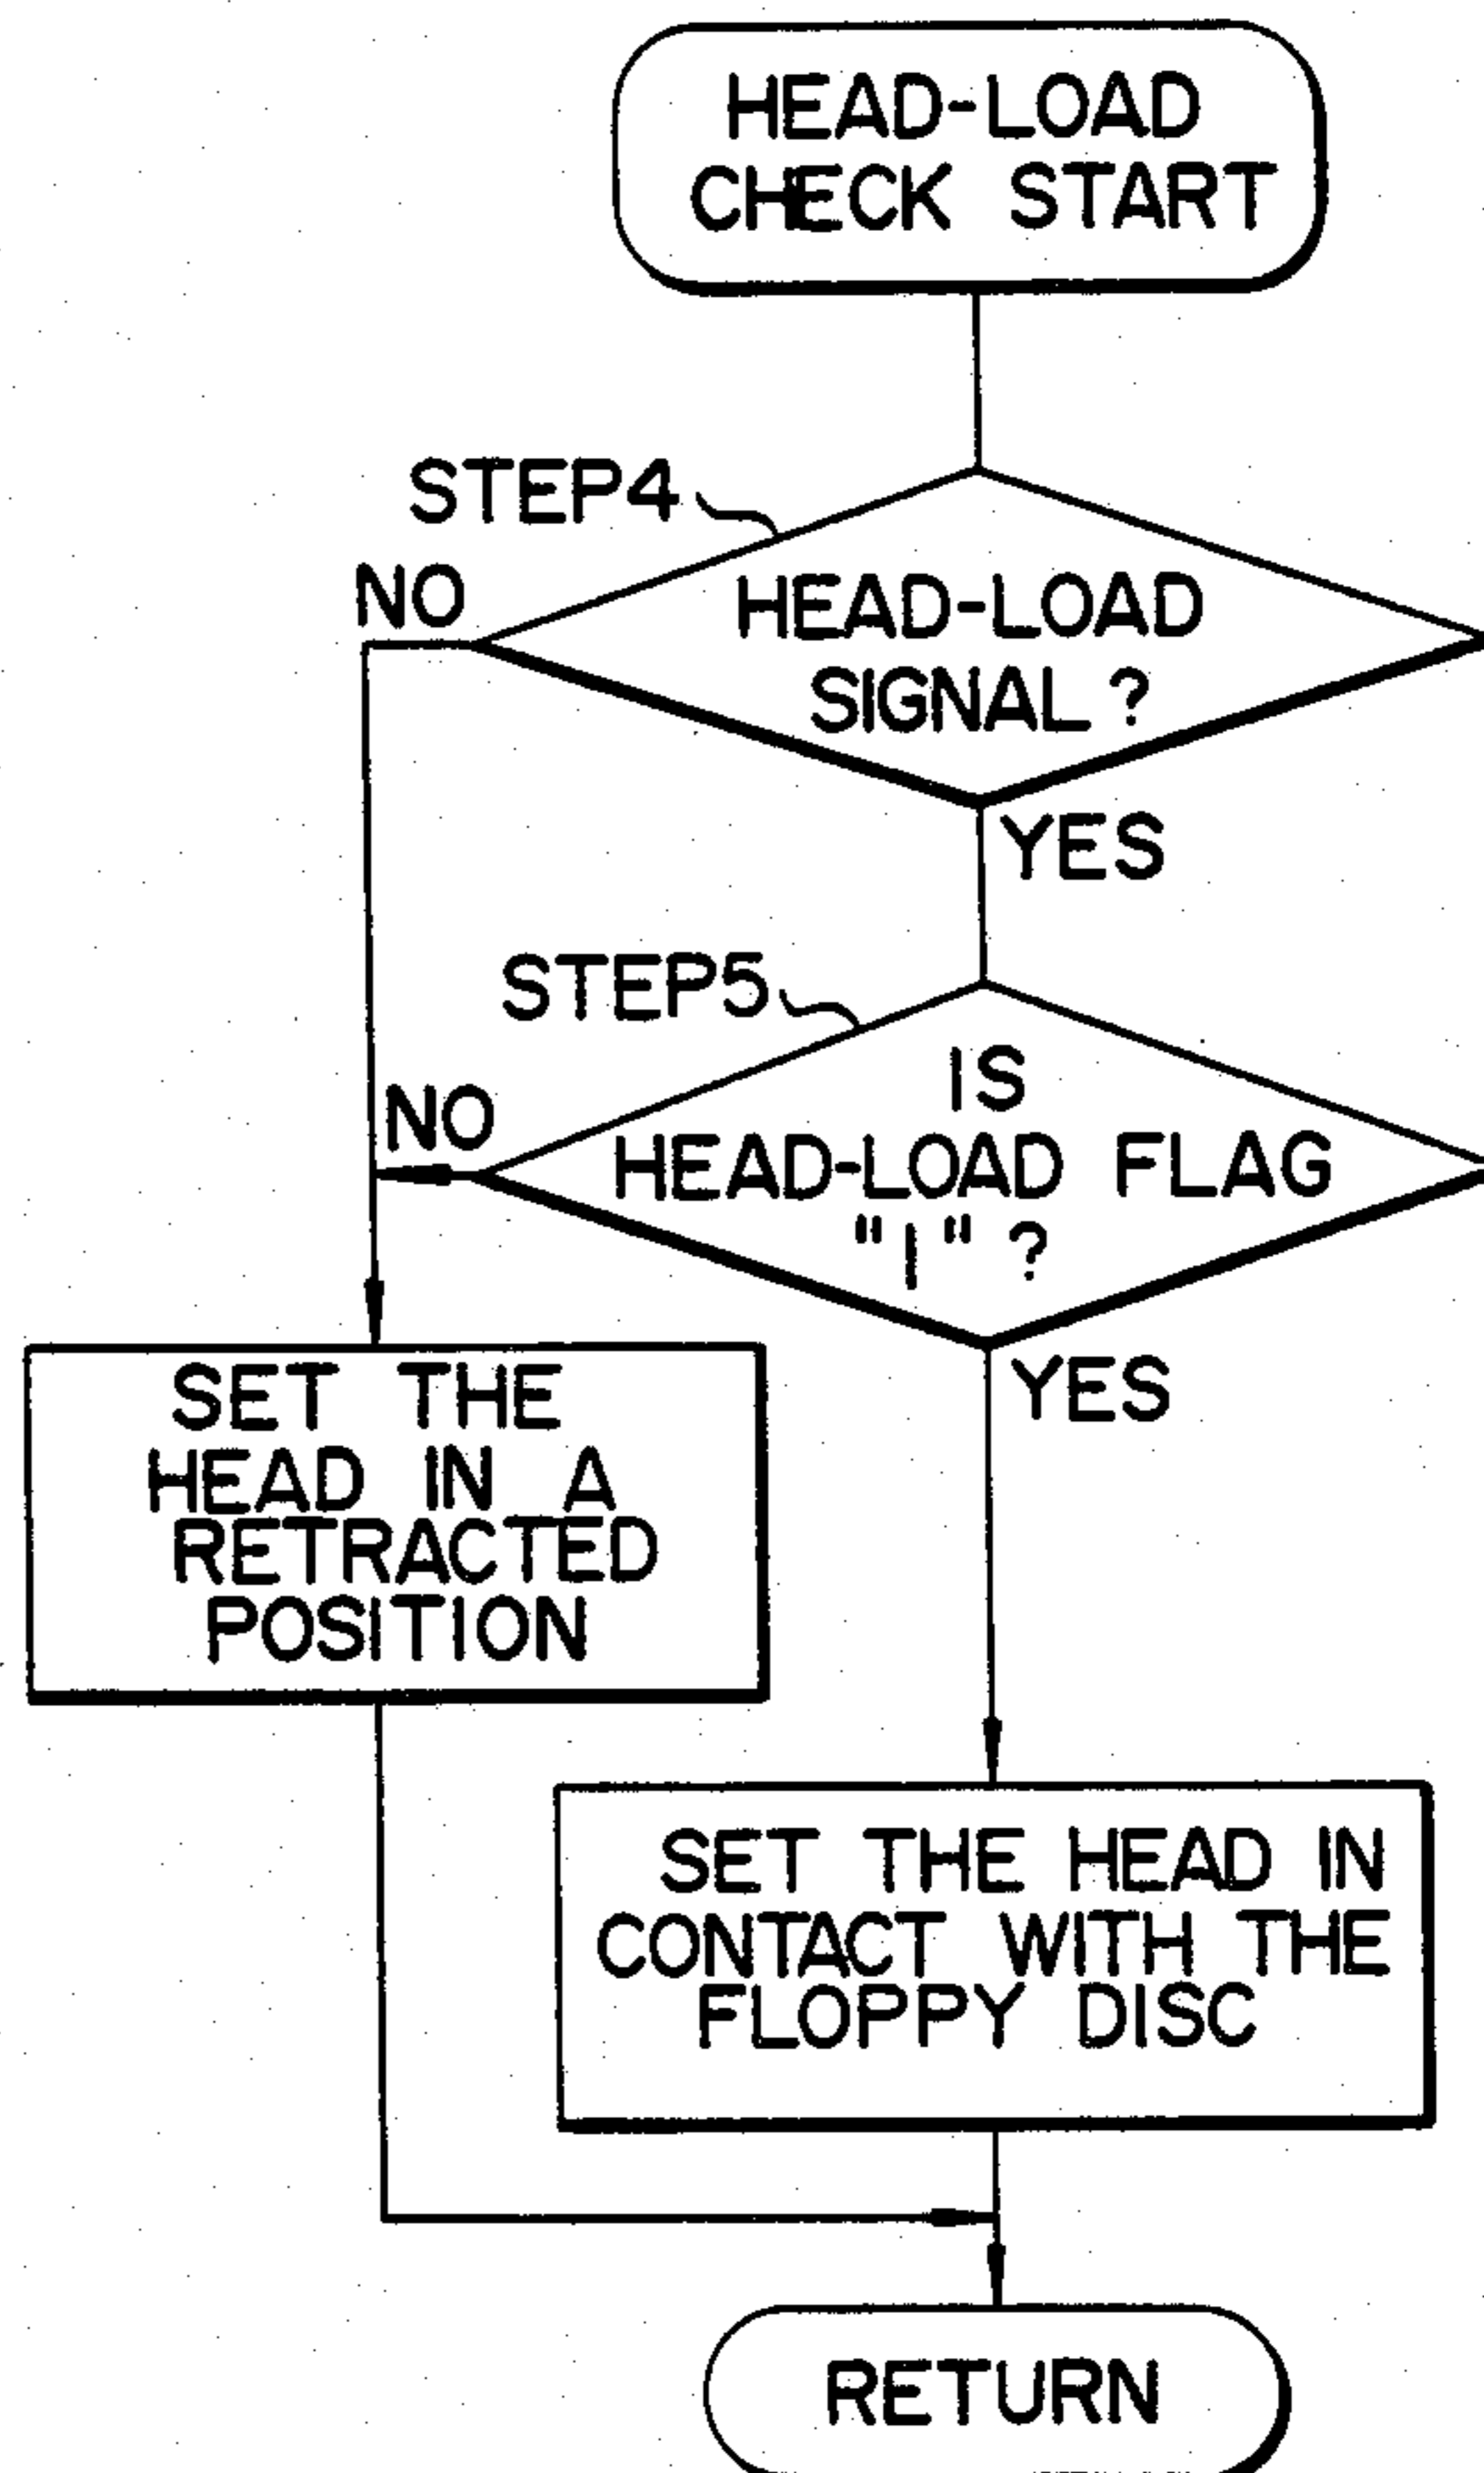 HEAD-LOAD
CHECK START
STEP4
NO
HEAD-LOAD
SIGNAL ?
YES
STEP5
NO
IS
HEAD-LOAD FLAG
"1" ?
YES
SET THE
HEAD IN A
RETRACTED
POSITION
SET THE HEAD IN
CONTACT WITH THE
FLOPPY DISC
RETURN